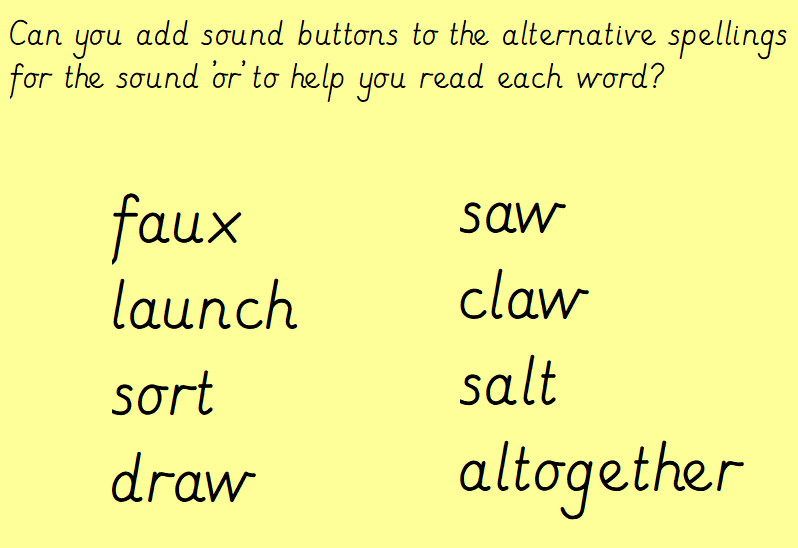 Can you add sound buttons to the alternative spellings
for the sound 'or' to help you read each word?
faux
launch
sort
draw
saw
claw
salt
altogether